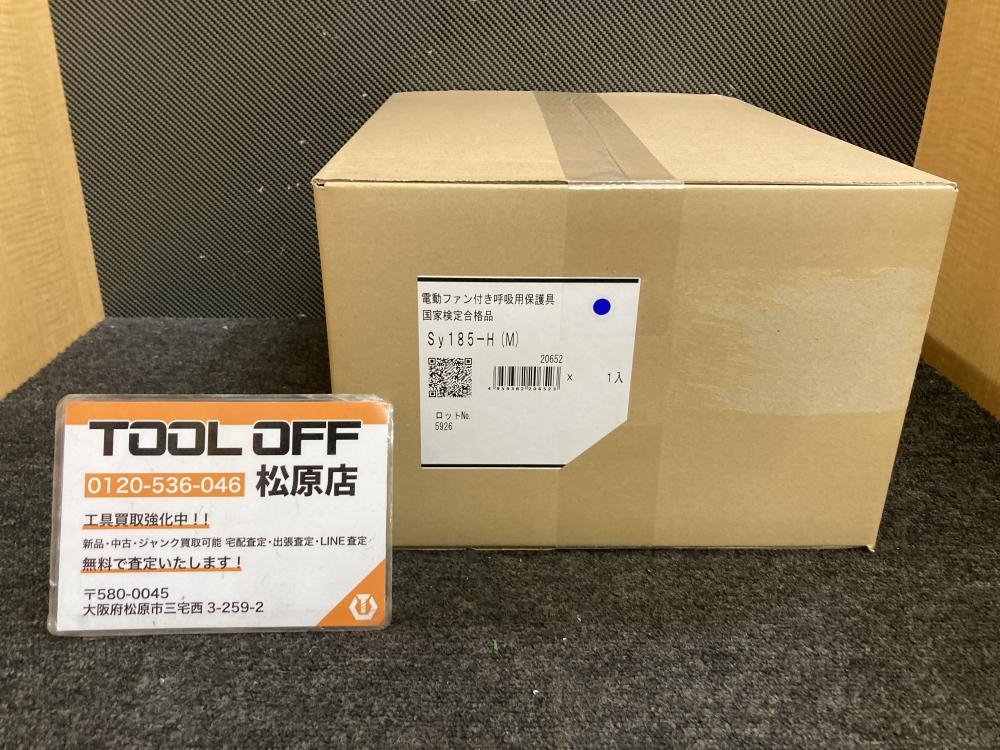 電動ファン付き呼吸用保護具
国家検定合格品
Sy185-H(M)
20652
× 1入
ロットNo.
5926
TOOL OFF
0120-536-046 松原店
工具買取強化中!!
新品・中古・ジャンク買取可能 宅配査定・出張査定・LINE査定
無料で査定いたします!
〒580-0045
大阪府松原市三宅西 3-259-2